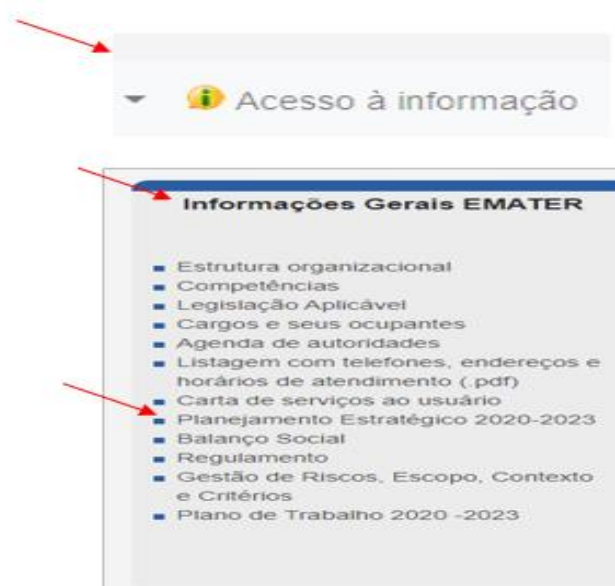 Acesso à informação
Informações Gerais EMATER
Estrutura organizacional
Competências
Legislação Aplicável
Cargos e seus ocupantes
Agenda de autoridades
Listagem com telefones, endereços e
horários de atendimento (.pdf)
Carta de serviços ao usuário
Planejamento Estratégico 2020-2023
Balanço Social
Regulamento
Gestão de Riscos, Escopo, Contexto
e Critérios
Plano de Trabalho 2020 -2023